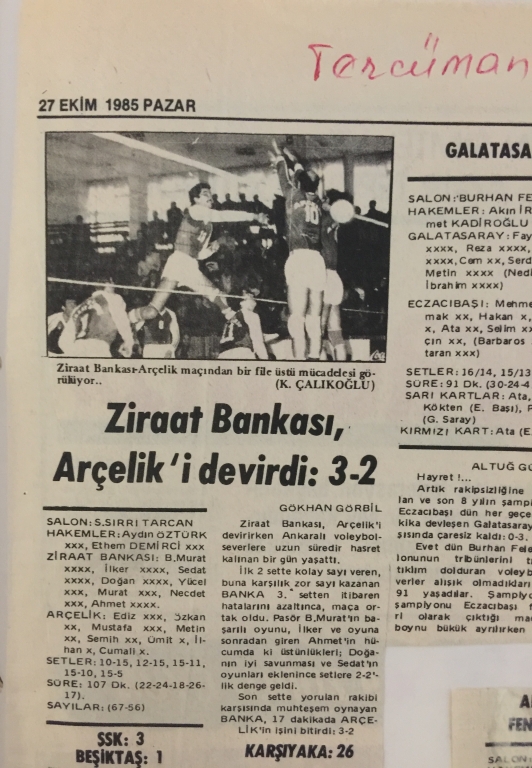 Tercüman
27 EKİM 1985 PAZAR
10
Ziraat Bankası-Arçelik maçından bir file üstü mücadelesi gö-
rülüyor..
(K. ÇALIKOĞLU)
Ziraat Bankası,
Arçelik'i devirdi: 3-2
SALON:S.SIRRI TARCAN
HAKEMLER:Aydın ÖZTÜRK
xxx, Ethem DEMİRCİ xxx
ZİRAAT BANKASI: B.Murat
xxxx, İlker xxxx, Sedat
xxxx, Doğan xxxx, Yücel
xxx, Murat xxx, Necdet
xxx, Ahmet xxxx.
ARÇELİK: Ediz xxx, Özkan
xx, Mustafa xxx, Metin
xx, Semih xx, Ümit x, İl-
han x, Cumali x.
SETLER: 10-15, 12-15, 15-11,
15-10, 15-5
SÜRE: 107 Dk. (22-24-18-26-
17).
SAYILAR: (67-56)
SSK: 3
BEŞİKTAŞ: 1
GÖKHAN GÖRBİL
Ziraat Bankası, Arçelik'i
devirirken Ankaralı voleybol-
severlere uzun süredir hasret
kalınan bir gün yaşattı.
İlk 2 sette kolay sayı veren,
buna karşılık zor sayı kazanan
BANKA 3. setten itibaren
hatalarını azaltınca, maça or-
tak oldu. Pasör B.Murat'ın ba-
şarılı oyunu, İlker ve oyuna
sonradan giren Ahmet'in hü-
cumda ki üstünlükleri; Doğa-
nın iyi savunması ve Sedat'ın
oyunları eklenince setlere 2-2'-
lik denge geldi.
Son sette yorulan rakibi
karşısında muhteşem oynayan
BANKA, 17 dakikada ARÇE-
LİK'in işini bitirdi: 3-2
KARŞIYAKA: 26
GALATASA
SALON:'BURHAN FE
HAKEMLER: Akın İR
met KADİROĞLU
GALATASARAY: Fay
xxxx, Reza xxxx,
xxxx,Cem xx, Serd
Metin xxxx (Nedi
İbrahim xxxx)
ECZACIBAŞI: Mehme
mak xx, Hakan x,
x, Ata xx, Selim xx
çın xx, (Barbaros
taran xxx)
SETLER: 16/14, 15/13
SÜRE: 91 Dk. (30-24-4
SARI KARTLAR: Ata,
Kökten (E. Başı), F
(G. Saray)
KIRMIZI KART: Ata (E
ALTUĞ GÖ
Hayret !...
Artık rakipsizliğine
lan ve son 8 yılın şampi
Eczacıbaşı dün her geçe
kika devleşen Galatasaray
şısında çaresiz kaldı: 0-3.
Evet dün Burhan Fele
lonunun tribünlerini tı
tıklım dolduran voleyb
verler alışık olmadıkları
91 yaşadılar. Şampiyo
şampiyonu Eczacıbaşı
ri olarak çıktığı maç
boynu bükük ayrılırken
FEN
SALON